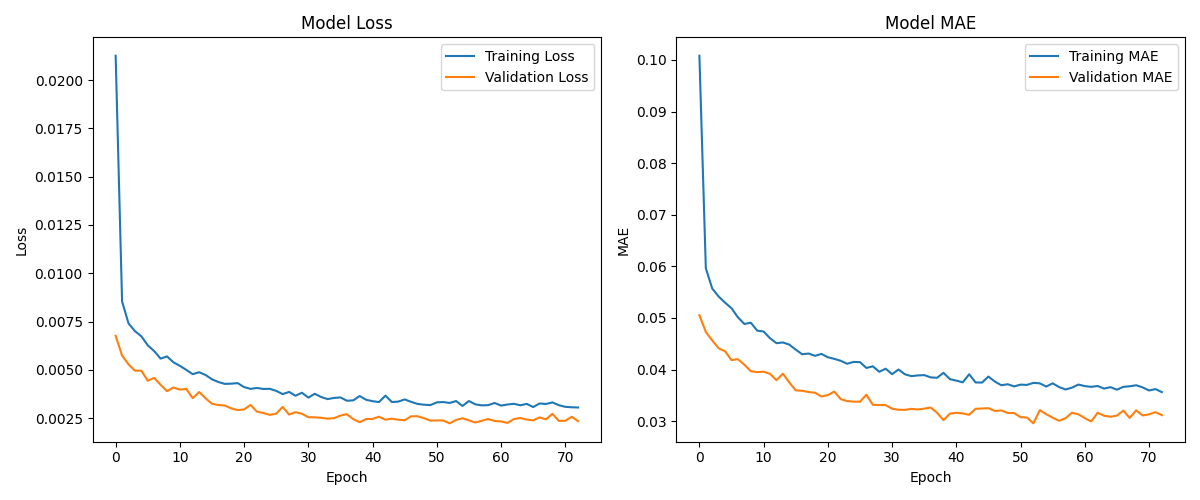 Model Loss
Training Loss
Validation Loss
0.0200
0.0175
0.0150
0.0125
0.0100
0.0075
0.0050
0.0025
Loss
0 10 20 30 40 50 60 70
Epoch
Model MAE
Training MAE
Validation MAE
0.10
0.09
0.08
0.07
0.06
0.05
0.04
0.03
MAE
0 10 20 30 40 50 60 70
Epoch